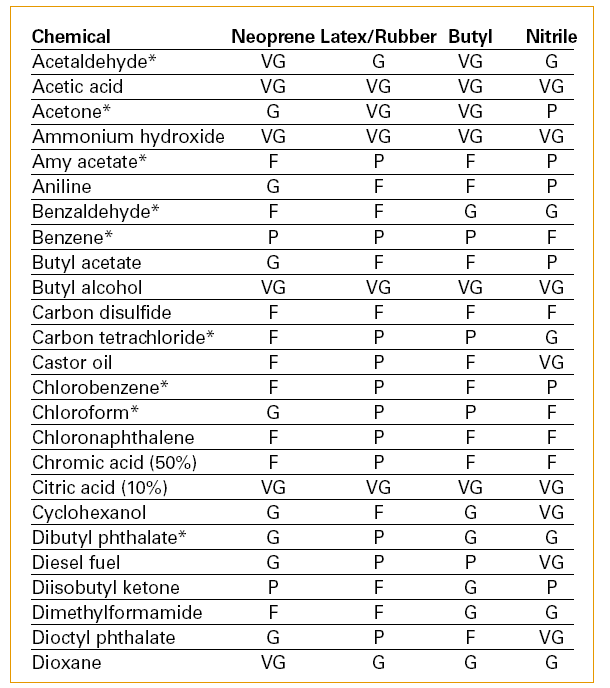 Chemical Neoprene Latex/Rubber Butyl Nitrile
Acetaldehyde* VG G VG G
Acetic acid VG VG VG VG
Acetone* G VG VG P
Ammonium hydroxide VG VG VG VG
Amy acetate* F P F P
Aniline G F F P
Benzaldehyde* F F G G
Benzene* P P P F
Butyl acetate G F F P
Butyl alcohol VG VG VG VG
Carbon disulfide F F F F
Carbon tetrachloride* F P P G
Castor oil F P F VG
Chlorobenzene* F P F P
Chloroform* G P P F
Chloronaphthalene F P F F
Chromic acid (50%) F P F F
Citric acid (10%) VG VG VG VG
Cyclohexanol G F G VG
Dibutyl phthalate* G P G G
Diesel fuel G P P VG
Diisobutyl ketone P F G P
Dimethylformamide F F G G
Dioctyl phthalate G P F VG
Dioxane VG G G G